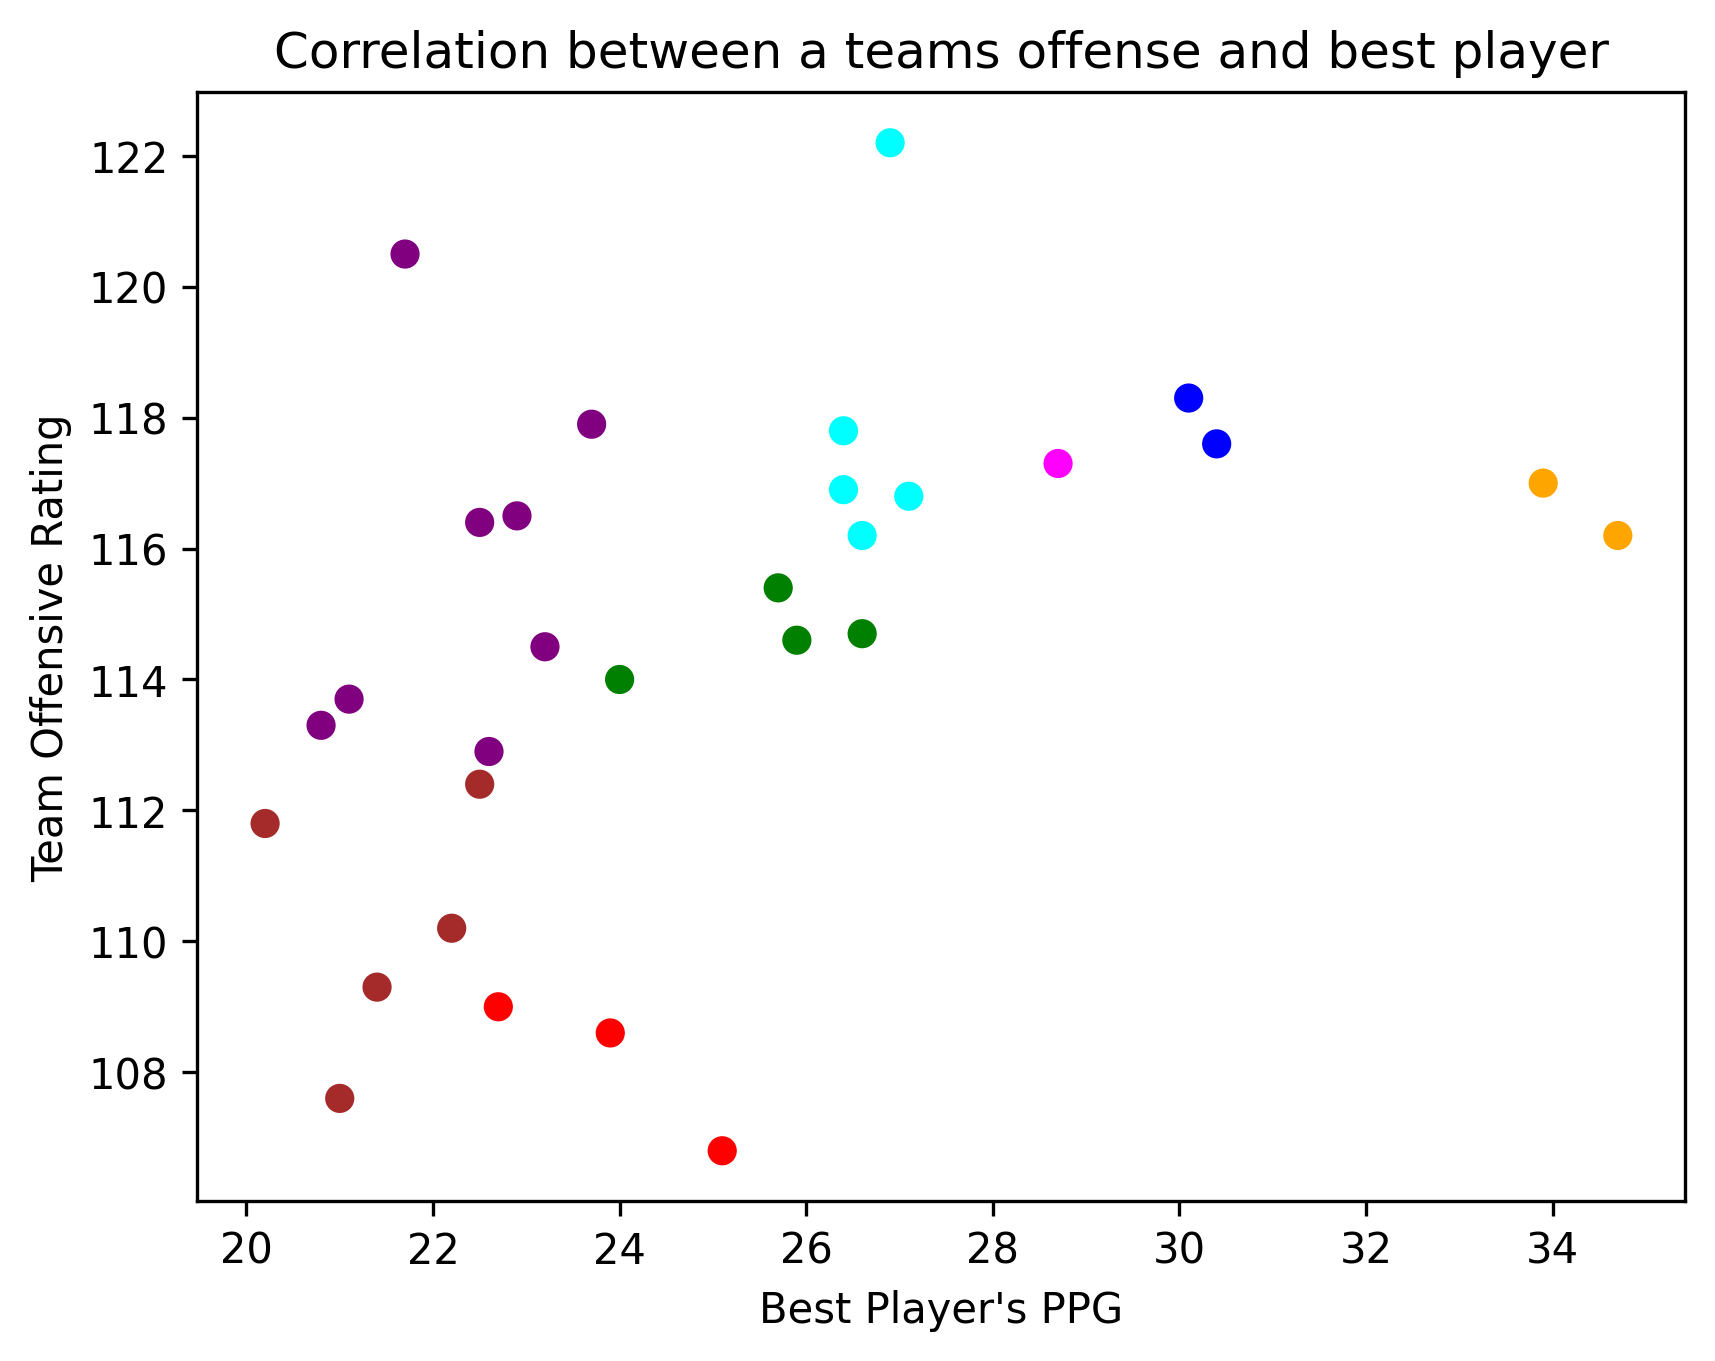 Correlation between a teams offense and best player
122
120
118
116
114
112
110
108
Team Offensive Rating
20 22 24 26 28 30 32 34
Best Player's PPG